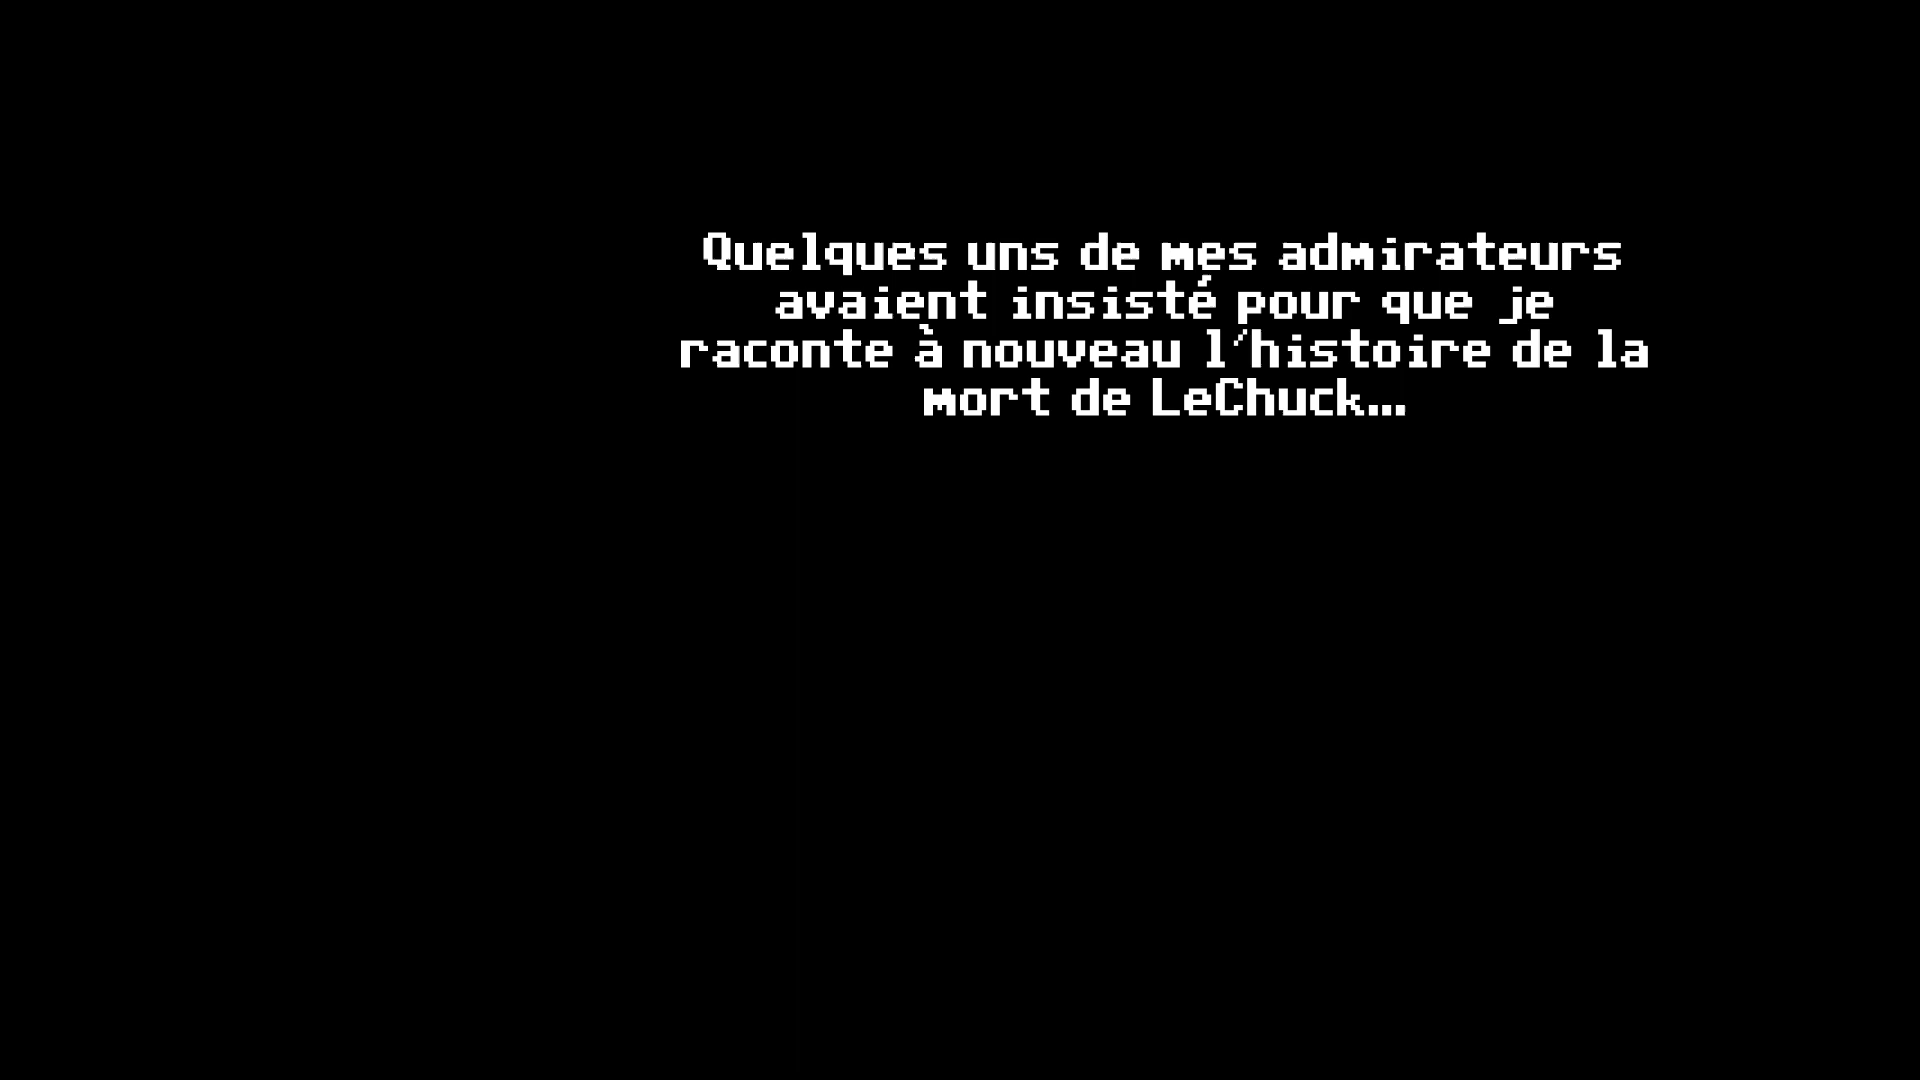 Quelques uns de mes admirateurs
avaient insisté pour que je
raconte à nouveau l'histoire de la
mort de LeChuck...